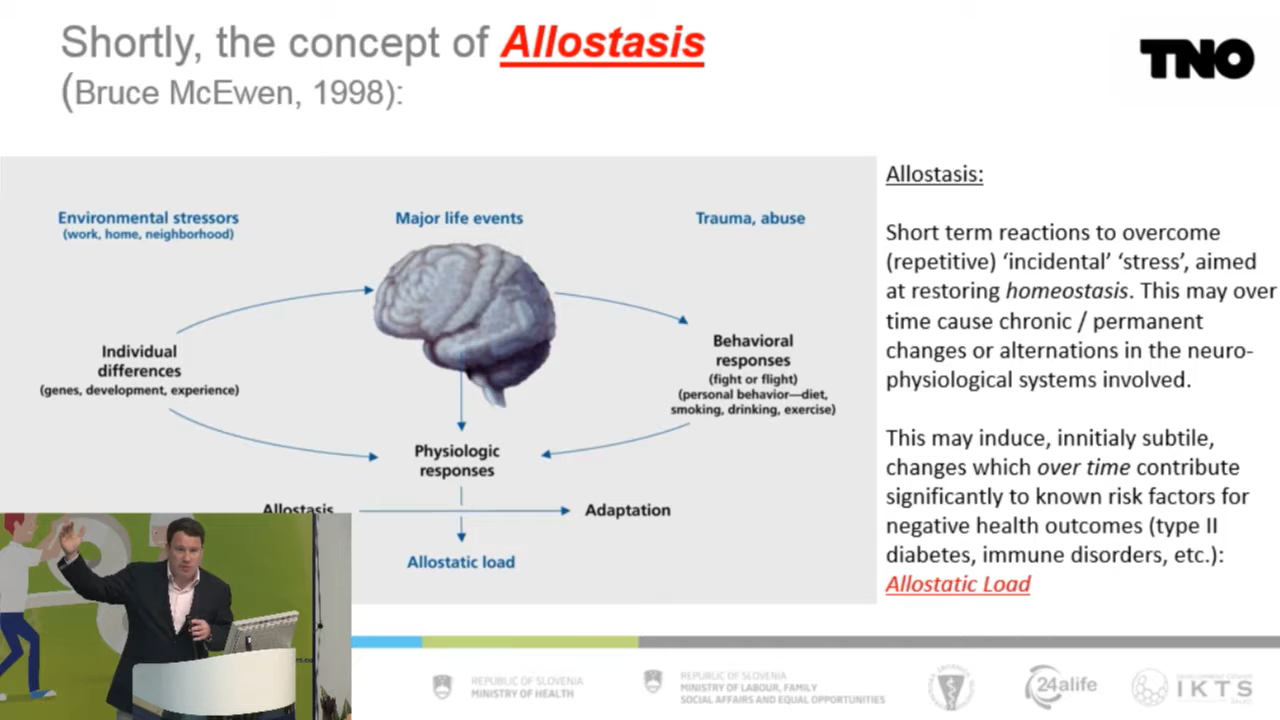 Shortly, the concept of Allostasis
(Bruce McEwen, 1998):
TNO
Environmental stressors
(work, home, neighborhood)
Major life events
Trauma, abuse
Individual
differences
(genes, development, experience)
Behavioral
responses
(fight or flight)
(personal behavior—diet,
smoking, drinking, exercise)
Physiologic
responses
Allostasis
Adaptation
Allostatic load
Allostasis:
Short term reactions to overcome
(repetitive) ‘incidental’ ‘stress’, aimed
at restoring homeostasis. This may over
time cause chronic / permanent
changes or alternations in the neuro-
physiological systems involved.
This may induce, innitialy subtile,
changes which over time contribute
significantly to known risk factors for
negative health outcomes (type II
diabetes, immune disorders, etc.):
Allostatic Load
REPUBLIC OF SLOVENIA
MINISTRY OF HEALTH
REPUBLIC OF SLOVENIA
MINISTRY OF LABOUR, FAMILY
SOCIAL AFFAIRS AND EQUAL OPPORTUNITIES
24alife
IKTS